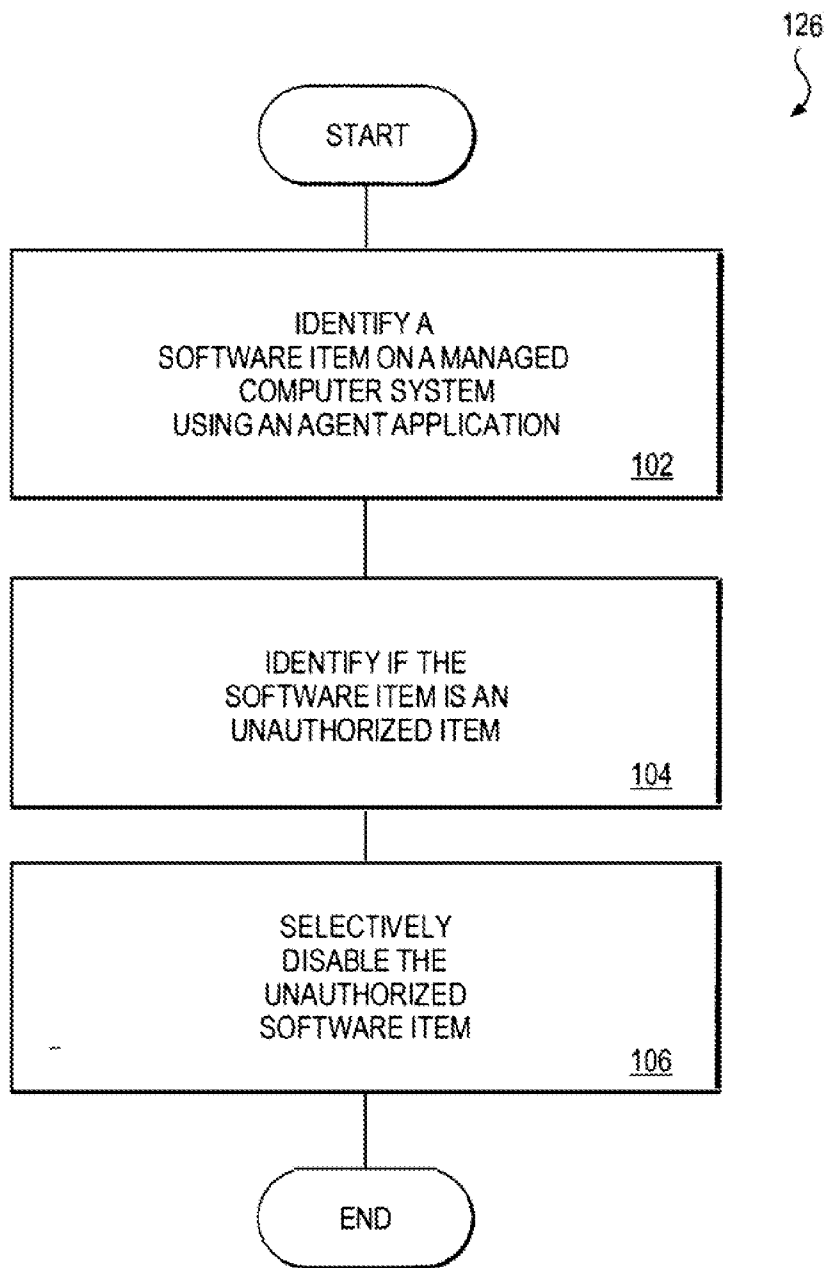 126
START
IDENTIFY A
SOFTWARE ITEM ON A MANAGED
COMPUTER SYSTEM
USING AN AGENT APPLICATION
102
IDENTIFY IF THE
SOFTWARE ITEM IS AN
UNAUTHORIZED ITEM
104
SELECTIVELY
DISABLE THE
UNAUTHORIZED
SOFTWARE ITEM
106
END